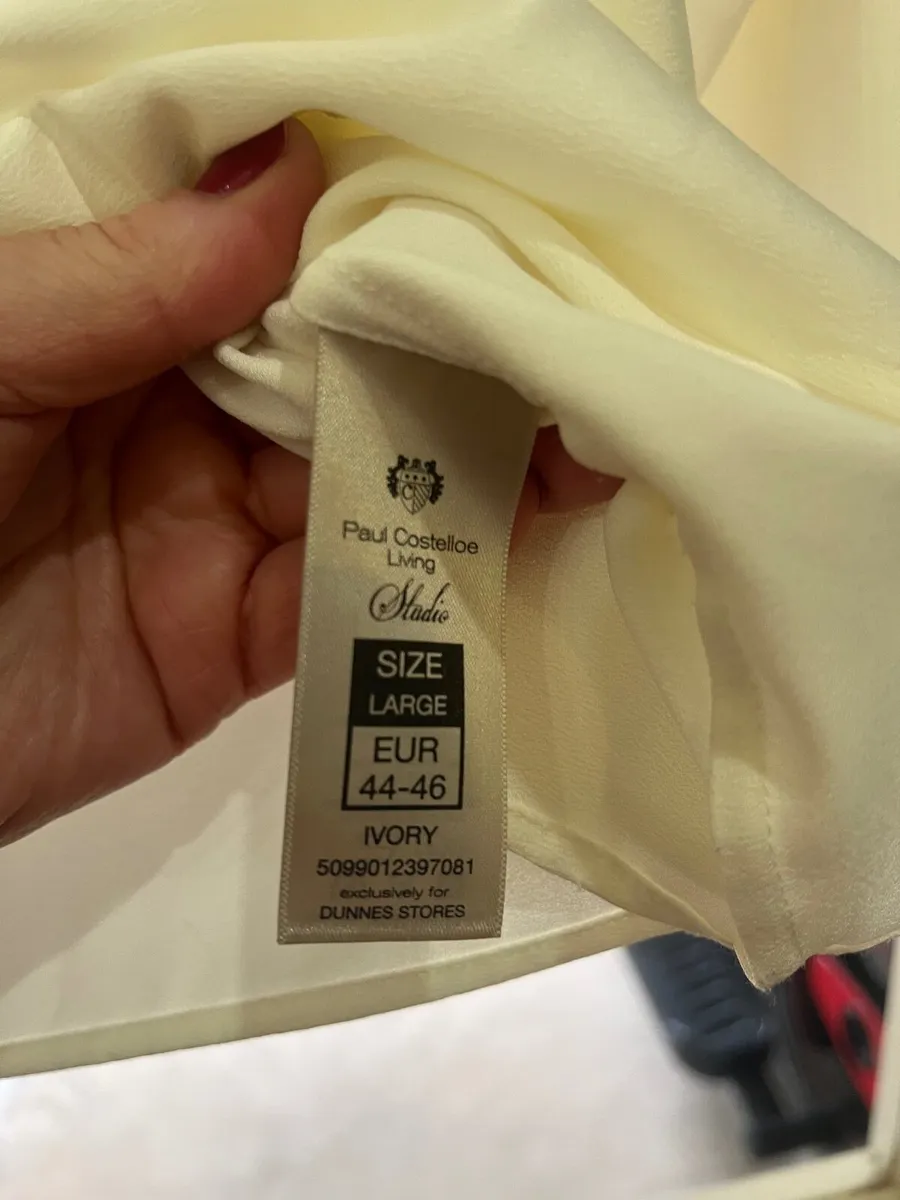 Paul Costelloe
Living
Studio
SIZE
LARGE
EUR
44-46
IVORY
5099012397081
exclusively for
DUNNES STORES